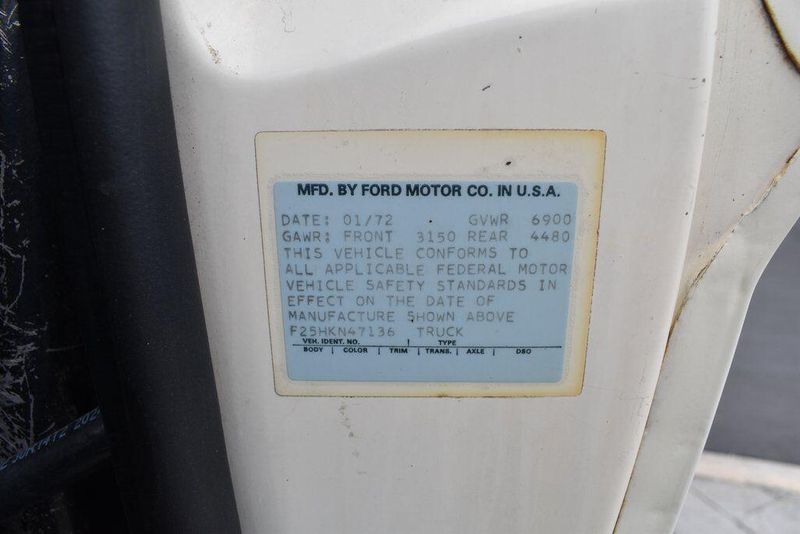 MFD. BY FORD MOTOR CO. IN U.S.A.
DATE: 01/72 GVWR 6900
GAWR: FRONT 3150 REAR 4480
THIS VEHICLE CONFORMS TO
ALL APPLICABLE FEDERAL MOTOR
VEHICLE SAFETY STANDARDS IN
EFFECT ON THE DATE OF
MANUFACTURE SHOWN ABOVE
F25HKN47136 TRUCK
VEH. IDENT. NO. TYPE
BODY COLOR TRIM TRANS. AXLE DSO